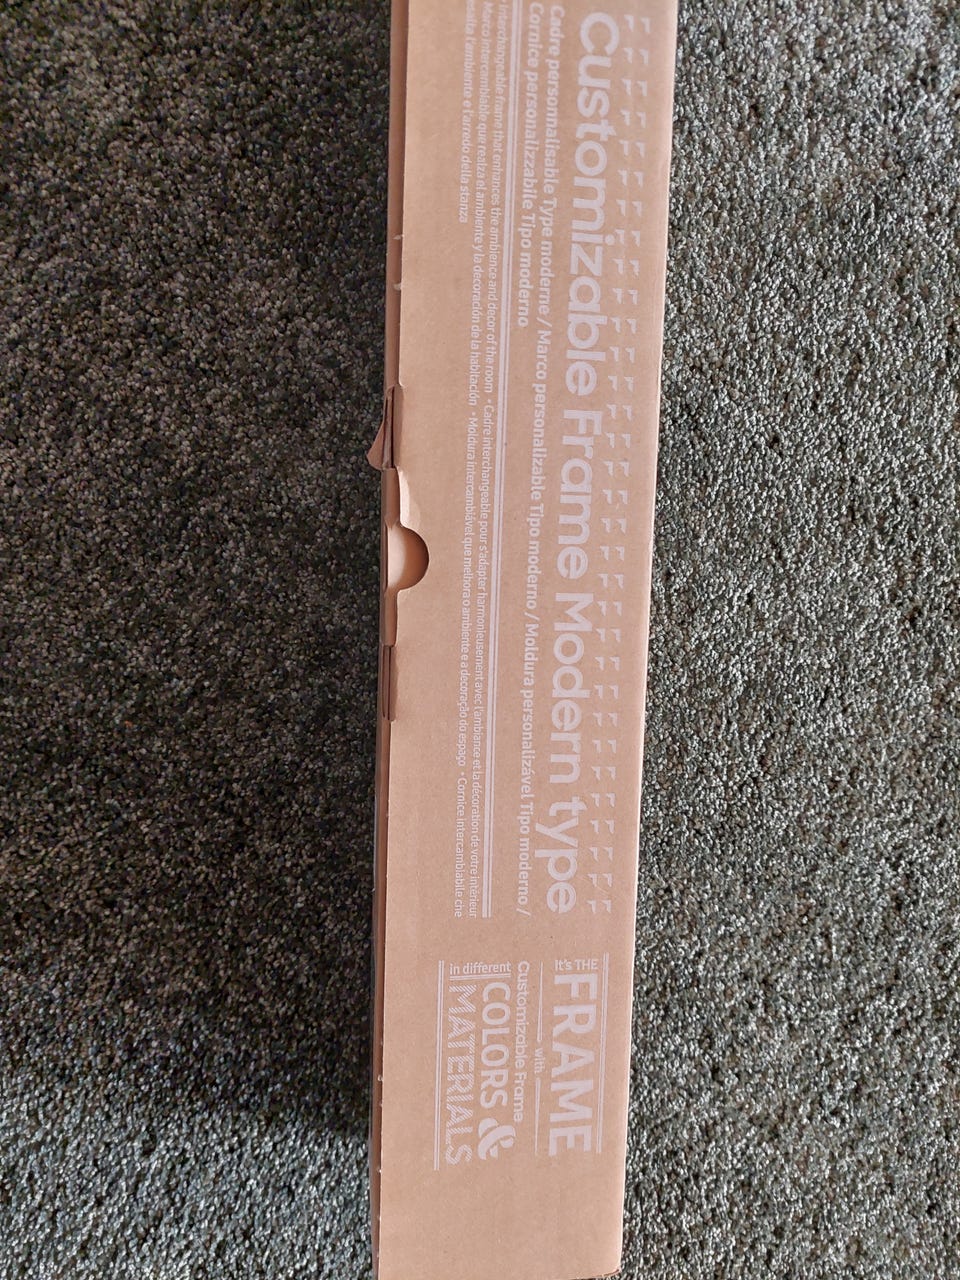 Customizable Frame Modern type
Cadre personnalisable Type moderne / Marco personalizable Tipo moderno / Moldura personalizável Tipo moderno /
Cornice personalizzabile Tipo moderno
• Interchangeable frame that enhances the ambience and decor of the room • Cadre interchangeable pour s'adapter harmonieusement avec l'ambiance et la décoration de votre intérieur
• Marco intercambiable que realza el ambiente y la decoración de la habitación • Moldura intercambiável que melhora o ambiente e a decoração do espaço • Cornice intercambiabile che
esalta l'ambiente e l'arredo della stanza
It's THE
FRAME
with
Customizable Frame
in different
COLORS &
MATERIALS